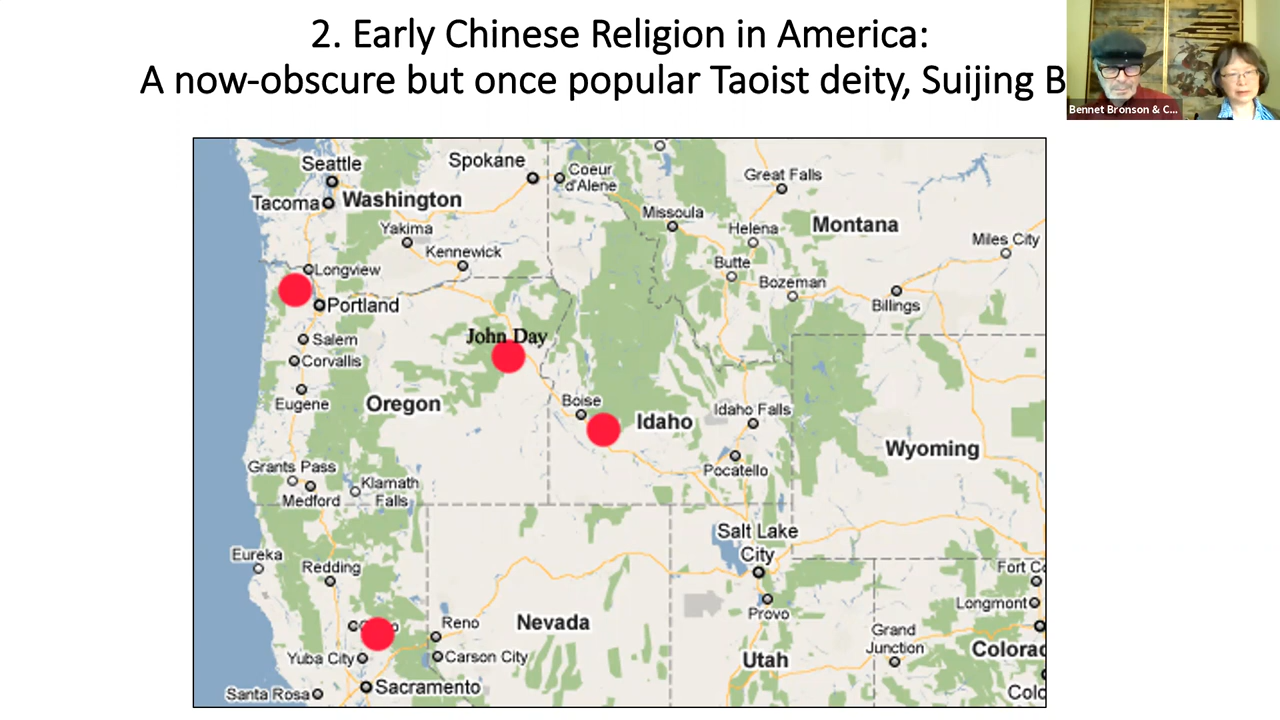 2. Early Chinese Religion in America:
A now-obscure but once popular Taoist deity, Suijing B
Bennet Bronson & C...
Seattle
Spokane
Coeur
d'Alene
Great Falls
Tacoma
Washington
Missoula
Montana
Yakima
Helena
Miles City
Kennewick
Butte
Longview
Bozeman
Billings
Portland
John Day
Salem
Corvallis
Eugene
Oregon
Boise
Idaho
Idaho Falls
Wyoming
Grants Pass
Pocatello
Medford
Klamath
Falls
Salt Lake
City
Eureka
Redding
Fort Co
Provo
Longmont
Reno
Nevada
Grand
Junction
Yuba City
Carson City
Utah
Colorad
Santa Rosa
Sacramento
Colo